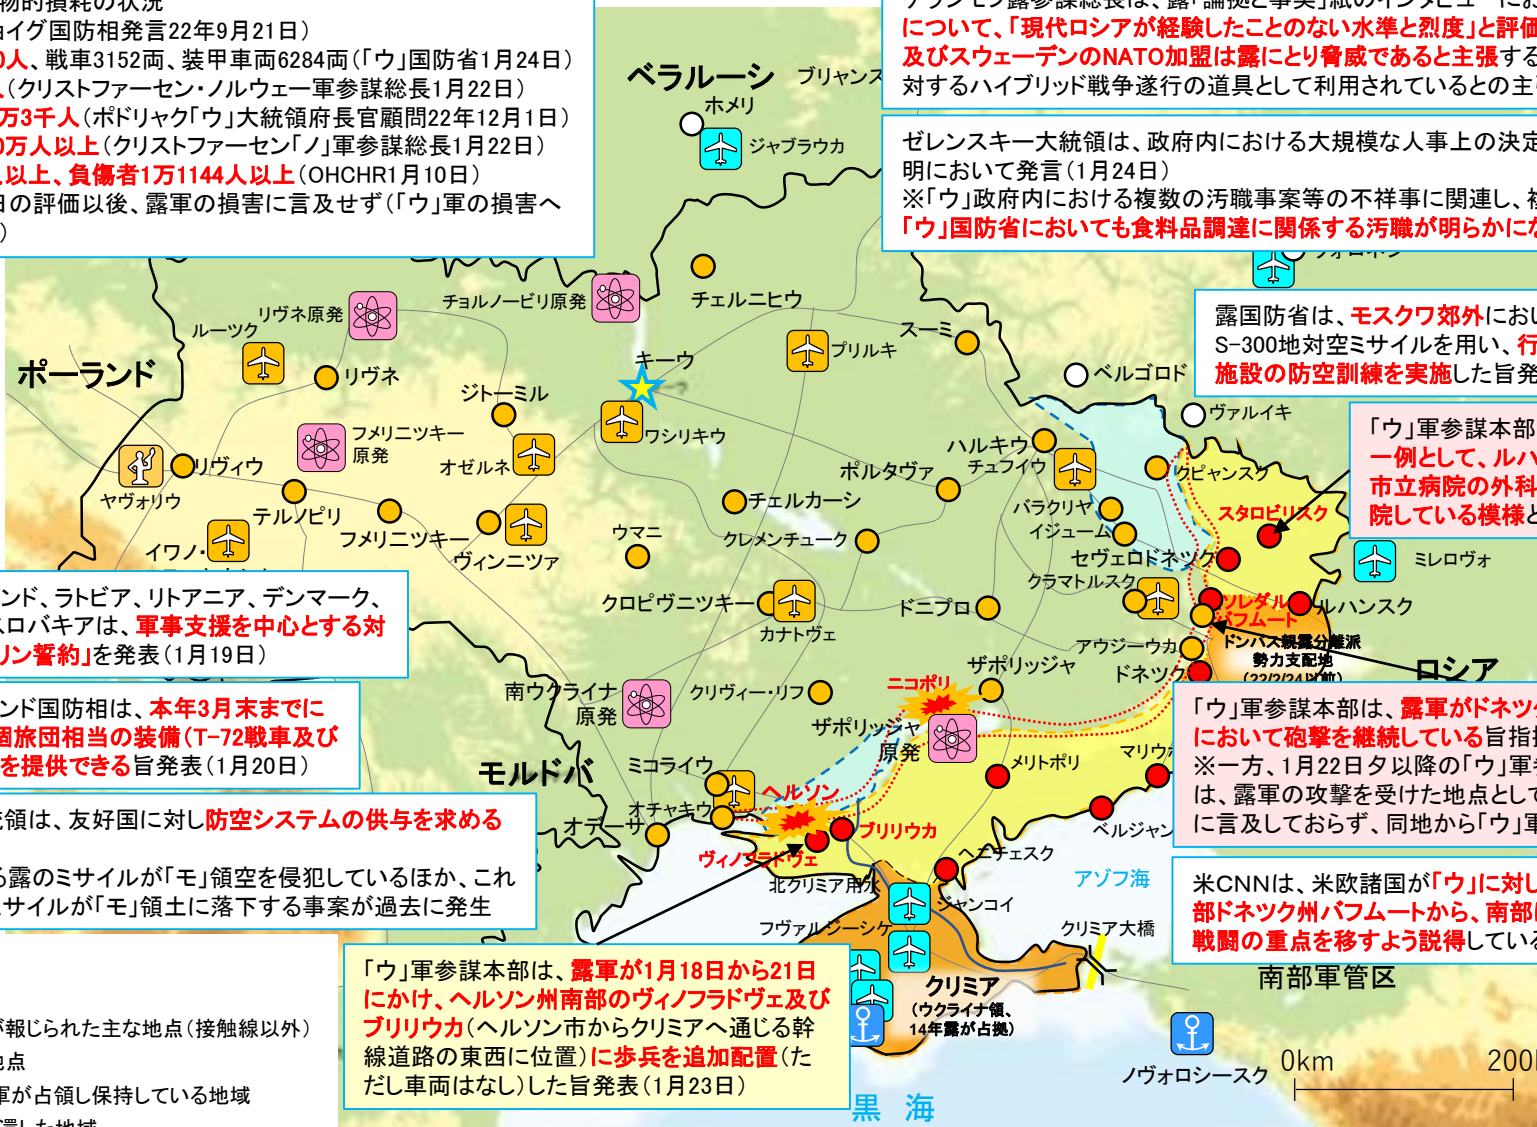 物的損耗の状況
ョイグ国防相発言22年9月21日）
0人、戦車3152両、装甲車両6284両（「ウ」国防省1月24日）
（クリストファーセン・ノルウェー軍参謀総長1月22日）
万3千人（ポドリャク「ウ」大統領府長官顧問22年12月1日）
0万人以上（クリストファーセン「ノ」軍参謀総長1月22日）
人以上、負傷者1万1144人以上（OHCHR1月10日）
日の評価以後、露軍の損害に言及せず（「ウ」軍の損害へ
）
ゲラシモフ露参謀総長は、露「論拠と事実」紙のインタビューにお
について、「現代ロシアが経験したことのない水準と烈度」と評価
及びスウェーデンのNATO加盟は露にとり脅威であると主張する
対するハイブリッド戦争遂行の道具として利用されているとの主
ゼレンスキー大統領は、政府内における大規模な人事上の決定
明において発言（1月24日）
※「ウ」政府内における複数の汚職事案等の不祥事に関連し、複
「ウ」国防省においても食料品調達に関係する汚職が明らかにな
ベラルーシ
ブリヤンス
ホメリ
ジャブラウカ
ヴォロネジ
露国防省は、モスクワ郊外におい
S-300地対空ミサイルを用い、行
施設の防空訓練を実施した旨発
チェルニヒウ
チョルノービリ原発
リヴネ原発
ルーツク
スーミ
プリルキ
キーウ
ポーランド
リヴネ
ジトーミル
ベルゴロド
ヴァルイキ
「ウ」軍参謀本部
一例として、ルハ
市立病院の外科
院している模様と
フメリニツキー
原発
ワシリキウ
ハルキウ
チュフイウ
オゼルネ
リヴィウ
ヤヴォリウ
ポルタヴァ
クピャンスク
チェルカーシ
テルノピリ
フメリニツキー
ヴィンニツァ
ウマニ
クレメンチューク
バラクリヤ
イジューム
スタロビリスク
セヴェロドネツク
イワノ・
ミレロヴォ
クラマトルスク
ンド、ラトビア、リトアニア、デンマーク、
スロバキアは、軍事支援を中心とする対
リン誓約」を発表（1月19日）
クロピヴニツキー
カナトヴェ
ドニプロ
ソレダル
バフムート
ルハンスク
アウジーウカ
ドンバス親露分離派
勢力支配地
（22/2/24以前）
ロシア
ドネツク
ザポリッジャ
ニコポリ
クリヴィー・リフ
南ウクライナ
原発
ンド国防相は、本年3月末までに
個旅団相当の装備（T-72戦車及び
を提供できる旨発表（1月20日）
ザポリッジャ
原発
「ウ」軍参謀本部は、露軍がドネツ
において砲撃を継続している旨指
※一方、1月22日夕以降の「ウ」軍
は、露軍の攻撃を受けた地点として
に言及しておらず、同地から「ウ」軍
メリトポリ
マリウポ
モルドバ
ミコライウ
オチャキウ
オデーサ
ヘルソン
ブリリウカ
ヴィノフラドヴェ
ベルジャン
ヘニチェスク
統領は、友好国に対し防空システムの供与を求める
る露のミサイルが「モ」領空を侵犯しているほか、これ
ミサイルが「モ」領土に落下する事案が過去に発生
北クリミア用水
ジャンコイ
アゾフ海
米CNNは、米欧諸国が「ウ」に対し
部ドネツク州バフムートから、南部
戦闘の重点を移すよう説得している
フヴァルジーシケ
クリミア大橋
クリミア
（ウクライナ領、
14年露が占拠）
南部軍管区
「ウ」軍参謀本部は、露軍が1月18日から21日
にかけ、ヘルソン州南部のヴィノフラドヴェ及び
ブリリウカ（ヘルソン市からクリミアへ通じる幹
線道路の東西に位置）に歩兵を追加配置（た
だし車両はなし）した旨発表（1月23日）
が報じられた主な地点（接触線以外）
地点
軍が占領し保持している地域
還した地域
ノヴォロシースク
0km
200
黒 海